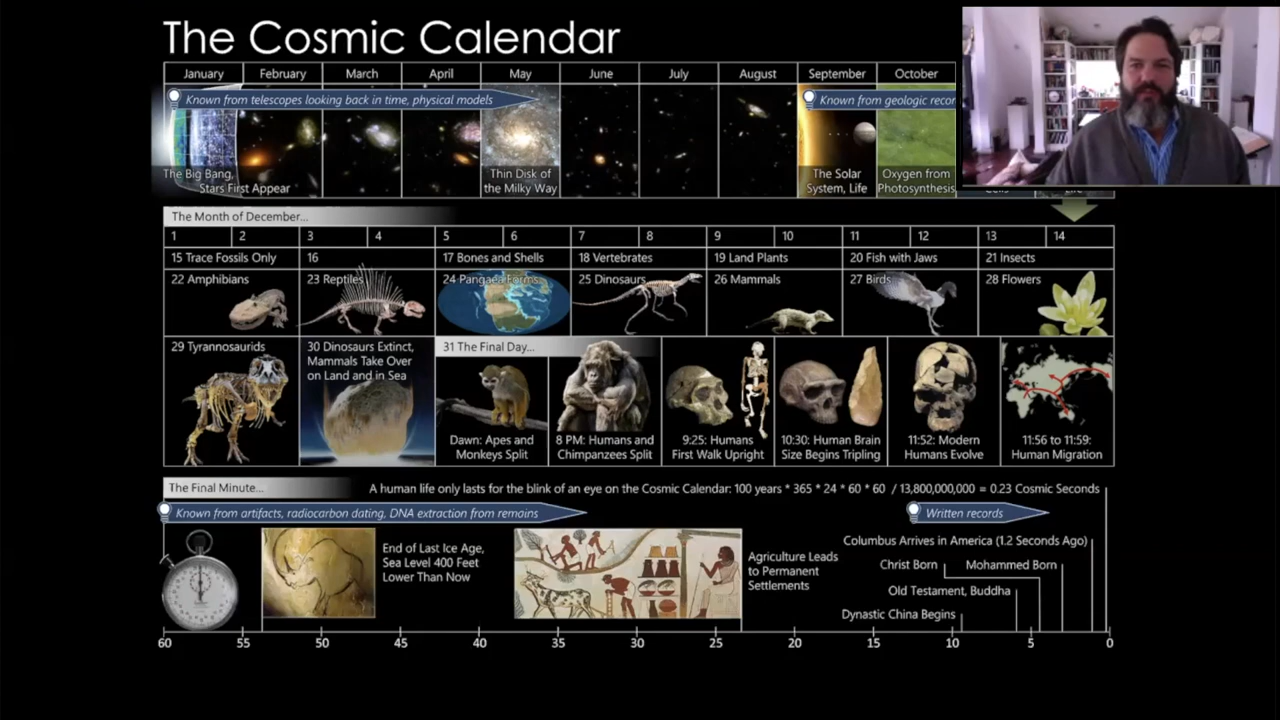 The Cosmic Calendar
January February March April May June July August September October
Known from telescopes looking back in time, physical models
Known from geologic recor
The Big Bang,
Stars First Appear
Thin Disk of
the Milky Way
The Solar
System, Life
Oxygen from
Photosynthesis
Cells
Life
The Month of December...
1 2 3 4 5 6 7 8 9 10 11 12 13 14
15 Trace Fossils Only 16 17 Bones and Shells 18 Vertebrates 19 Land Plants 20 Fish with Jaws 21 Insects
22 Amphibians 23 Reptiles 24 Pangaea Forms 25 Dinosaurs 26 Mammals 27 Birds 28 Flowers
29 Tyrannosaurids
30 Dinosaurs Extinct,
Mammals Take Over
on Land and in Sea
31 The Final Day...
Dawn: Apes and
Monkeys Split
8 PM: Humans and
Chimpanzees Split
9:25: Humans
First Walk Upright
10:30: Human Brain
Size Begins Tripling
11:52: Modern
Humans Evolve
11:56 to 11:59:
Human Migration
The Final Minute...
A human life only lasts for the blink of an eye on the Cosmic Calendar: 100 years * 365 * 24 * 60 * 60 / 13,800,000,000 = 0.23 Cosmic Seconds
Known from artifacts, radiocarbon dating, DNA extraction from remains
Written records
End of Last Ice Age,
Sea Level 400 Feet
Lower Than Now
Agriculture Leads
to Permanent
Settlements
Columbus Arrives in America (1.2 Seconds Ago)
Christ Born Mohammed Born
Old Testament, Buddha
Dynastic China Begins
60 55 50 45 40 35 30 25 20 15 10 5 0